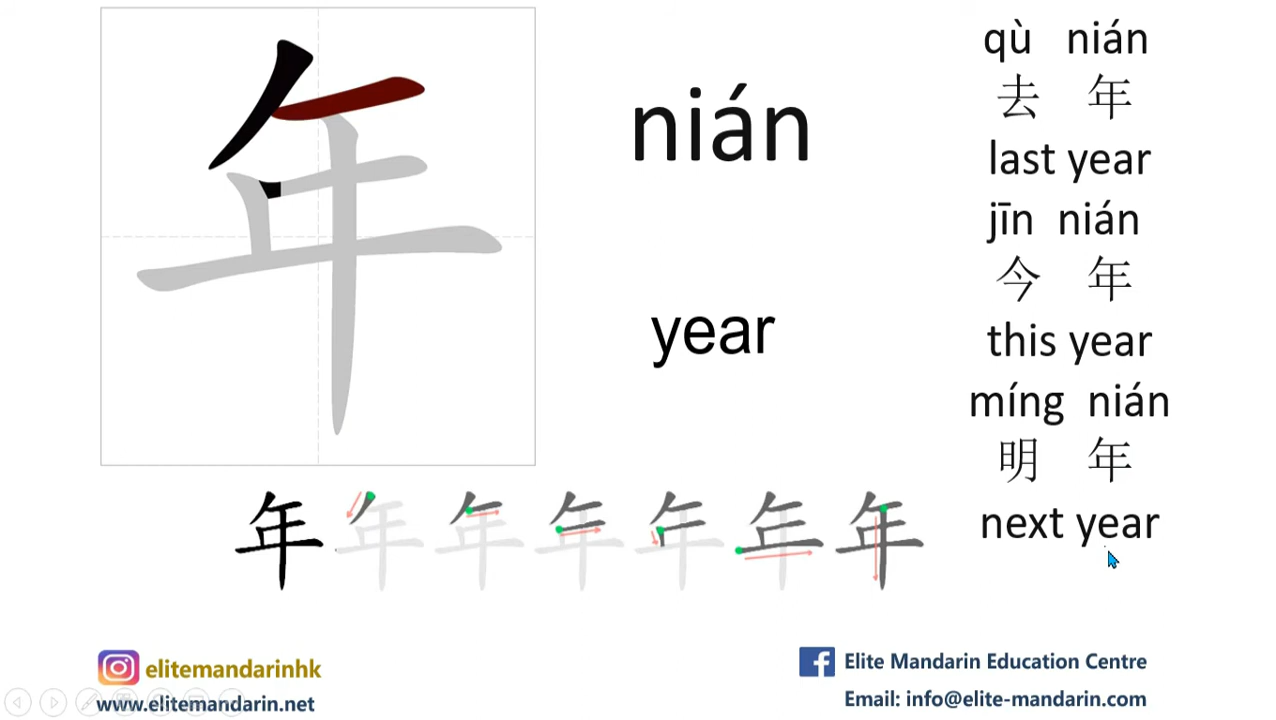 年
nián
year
年 年 年 年 年 年 年
qù nián
去 年
last year
jīn nián
今 年
this year
míng nián
明 年
next year
elitemandarinhk
www.elitemandarin.net
Elite Mandarin Education Centre
Email: info@elite-mandarin.com